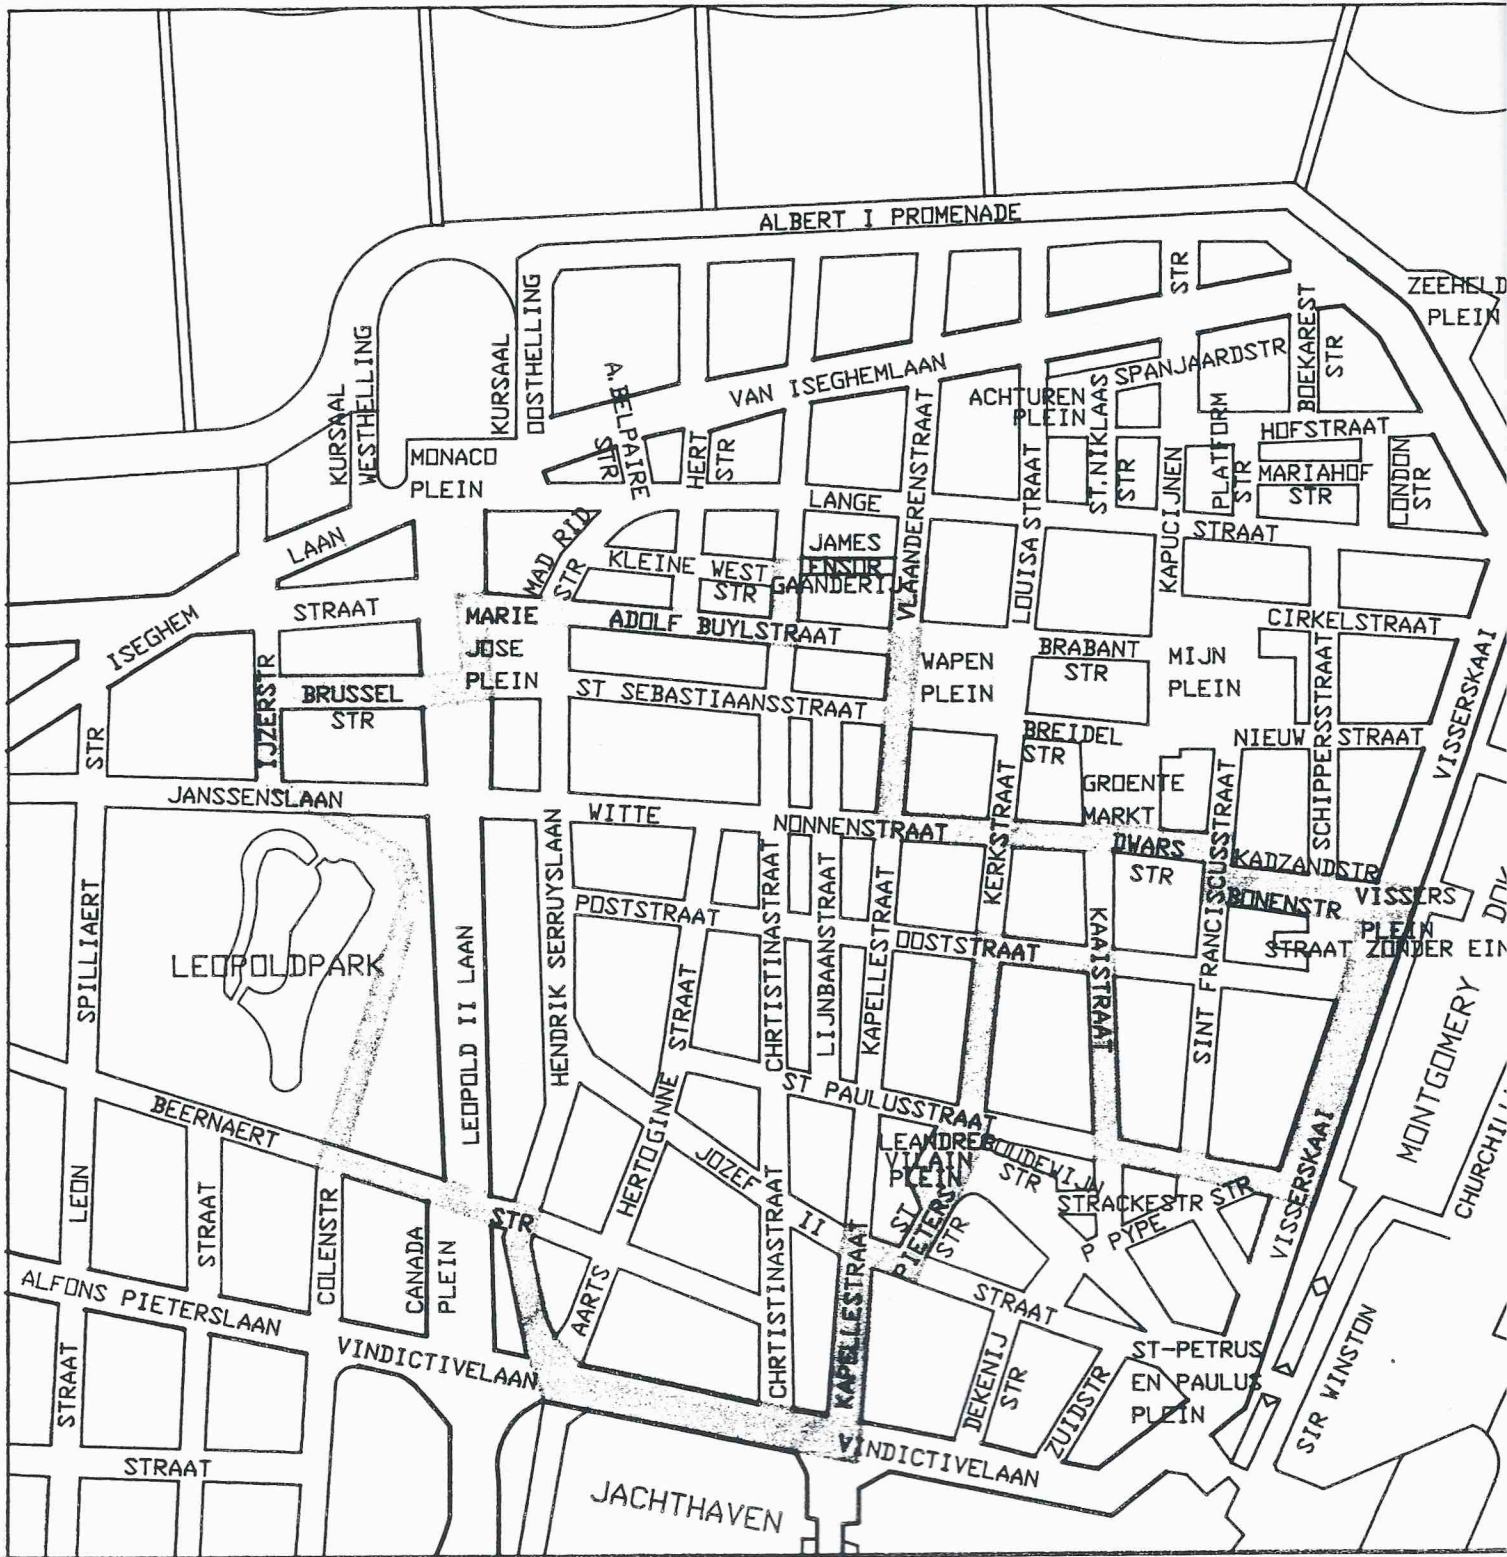 ALBERT I PROMENADE
STR
ZEEHELD
PLEIN
KURSAAL
WESTHELLING
KURSAAL
OOSTHELLING
BOEKAREST
STR
A.BELPAIRE
STR
VAN ISEGHEMLAAN
SPANJAARDSTR
ACHTUREN
PLEIN
ST.NIKLAAS
STR
PLATFORM
STR
HOFSTRAAT
MARIAHOF
STR
LONDON
STR
MONACO
PLEIN
HERT
STR
VLAANDERENSTRAAT
LOUISASTRAAT
KAPUCIJNEN
STRAAT
LANGE
JAMES
ENSOR
GAANDERIJ
LAAN
MAD RID
STR
KLEINE WEST
STR
ISEGHEM
STRAAT
MARIE
JOSE
PLEIN
ADOLF BUYLSTRAAT
CIRKELSTRAAT
BRABANT
STR
MIJN
PLEIN
WAPEN
PLEIN
SCHIPPERSSTRAAT
VISSERSKAAI
IJZERSTR
BRUSSEL
STR
ST SEBASTIAANSSTRAAT
STR
BREIDEL
STR
NIEUW STRAAT
JANSSENSLAAN
WITTE
NONNENSTRAAT
KERKSTRAAT
GROENTE
MARKT
DWARS
STR
SINT FRANCISCUSSTRAAT
KADZANDSTR
BONENSTR
VISSERS
PLEIN
STRAAT ZONDER EIN
DOK
SPILLIAERT
LEOPOLDPARK
LEOPOLD II LAAN
HENDRIK SERRUYSLAAN
POSTSTRAAT
CHRTISTINASTRAAT
LIJNBAANSTRAAT
KAPELLESTRAAT
OOSTSTRAAT
KAAISTRAAT
STRAAT
HERTOGINNE
ST PAULUSSTRAAT
MONTGOMERY
CHURCHILL
BEERNAERT
LEANDRE
VILAIN
PLEIN
BOUDEWIJN
STR
STRACKESTR
STR
P PYPE
VISSERSKAAI
LEON
STRAAT
COLENSTR
CANADA
PLEIN
STR
JOZEF II
STRAAT
ST
PIETERS
STR
ALFONS PIETERSLAAN
STRAAT
STRAAT
VINDICTIVELAAN
AARTS
CHRTISTINASTRAAT
KAPELLESTRAAT
DEKENIJ
STR
ZUIDSTR
ST-PETRUS
EN PAULUS
PLEIN
SIR WINSTON
VINDICTIVELAAN
JACHTHAVEN